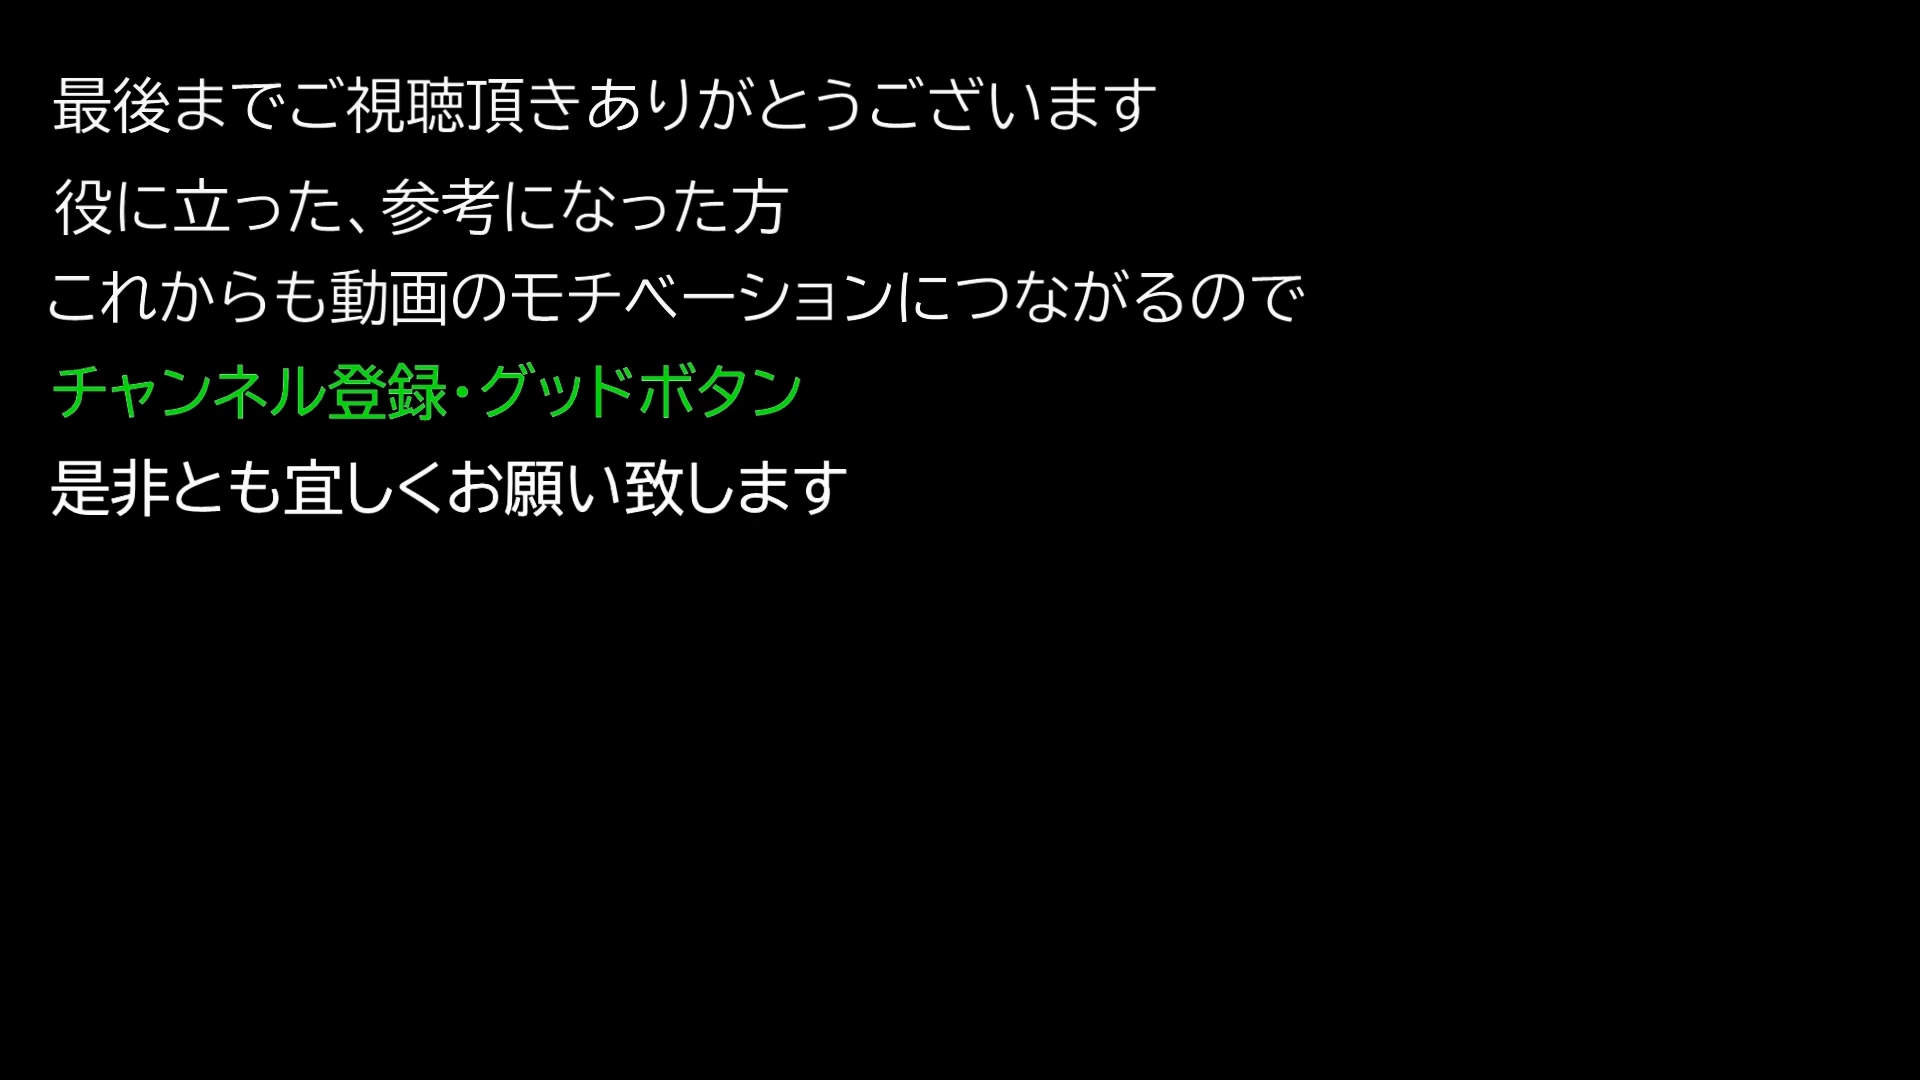 最後までご視聴頂きありがとうございます
役に立った、参考になった方
これからも動画のモチベーションにつながるので
チャンネル登録・グッドボタン
是非とも宜しくお願い致します